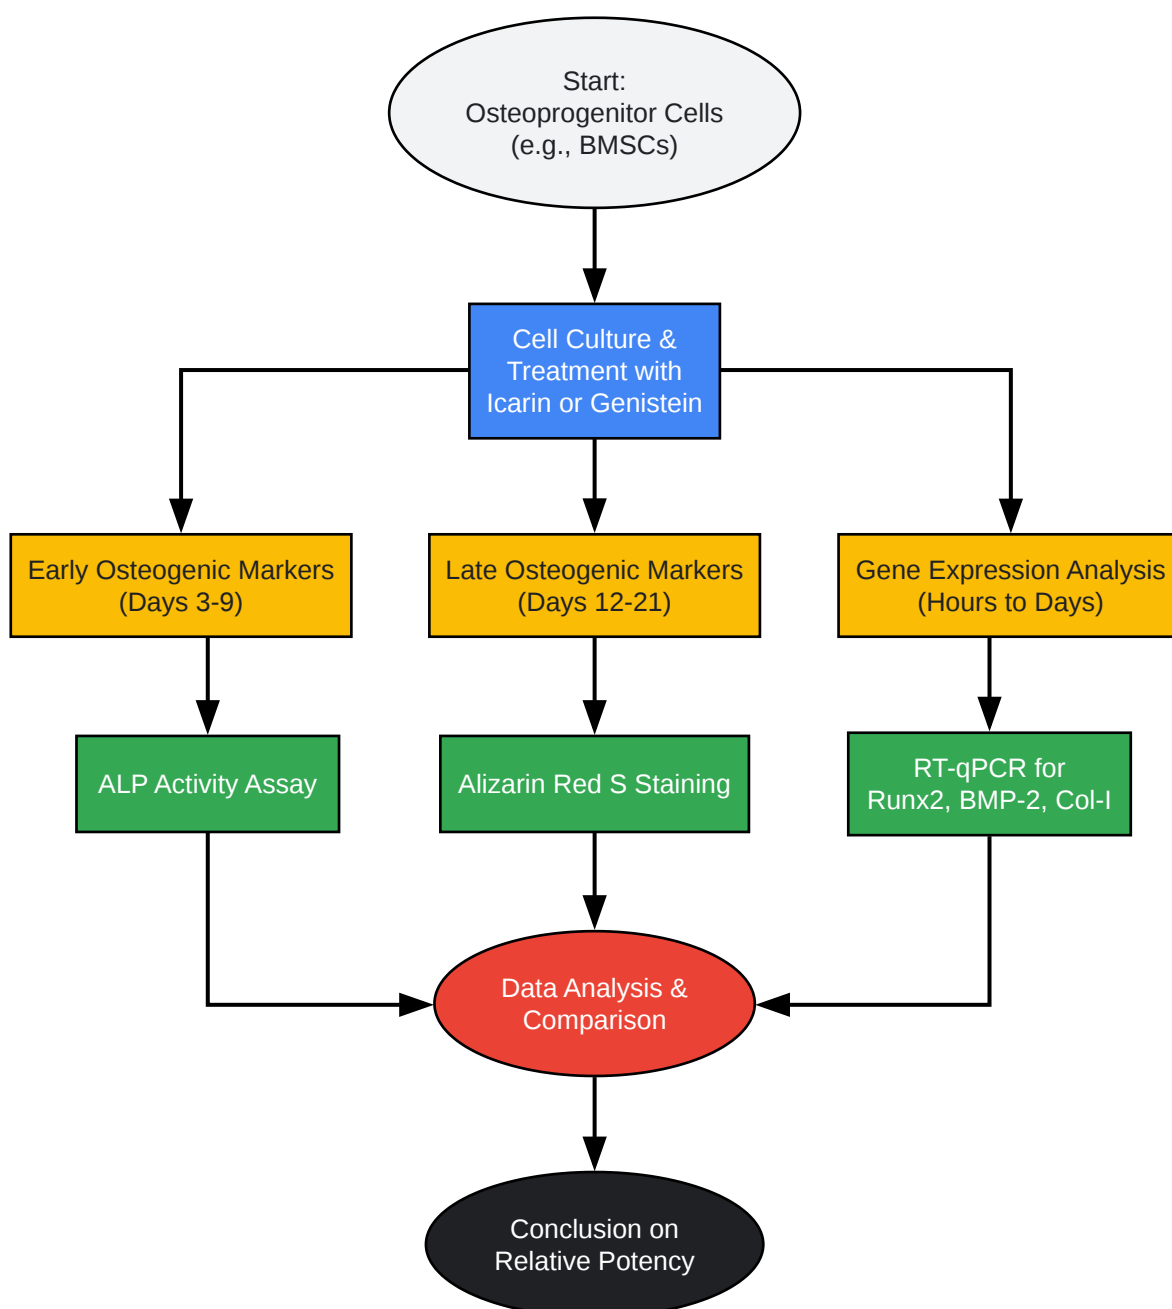 Start:
Osteoprogenitor Cells
(e.g., BMSCs)
Cell Culture &
Treatment with
Icarin or Genistein
Early Osteogenic Markers
(Days 3-9)
Late Osteogenic Markers
(Days 12-21)
Gene Expression Analysis
(Hours to Days)
ALP Activity Assay
Alizarin Red S Staining
RT-qPCR for
Runx2, BMP-2, Col-I
Data Analysis &
Comparison
Conclusion on
Relative Potency